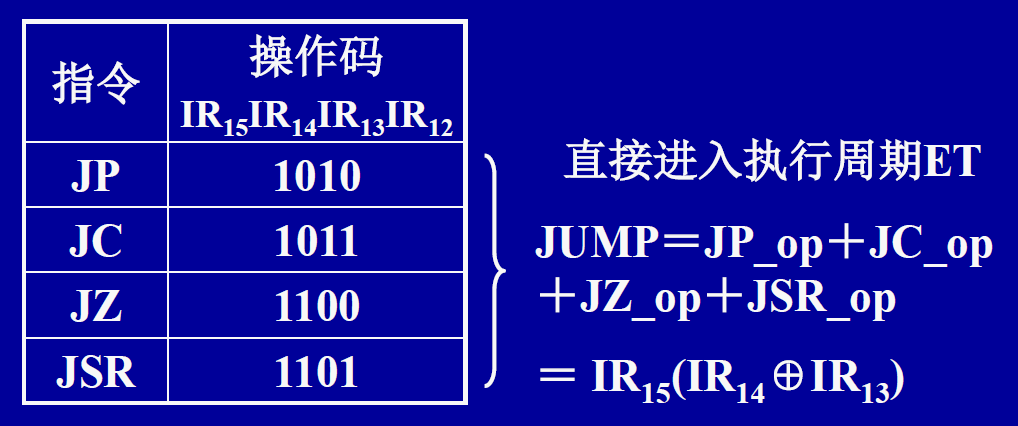 指令 操作码
IR₁₅IR₁₄IR₁₃IR₁₂
JP 1010
JC 1011
JZ 1100
JSR 1101
直接进入执行周期ET
JUMP＝JP_op＋JC_op
＋JZ_op＋JSR_op
＝ IR₁₅(IR₁₄⊕IR₁₃)